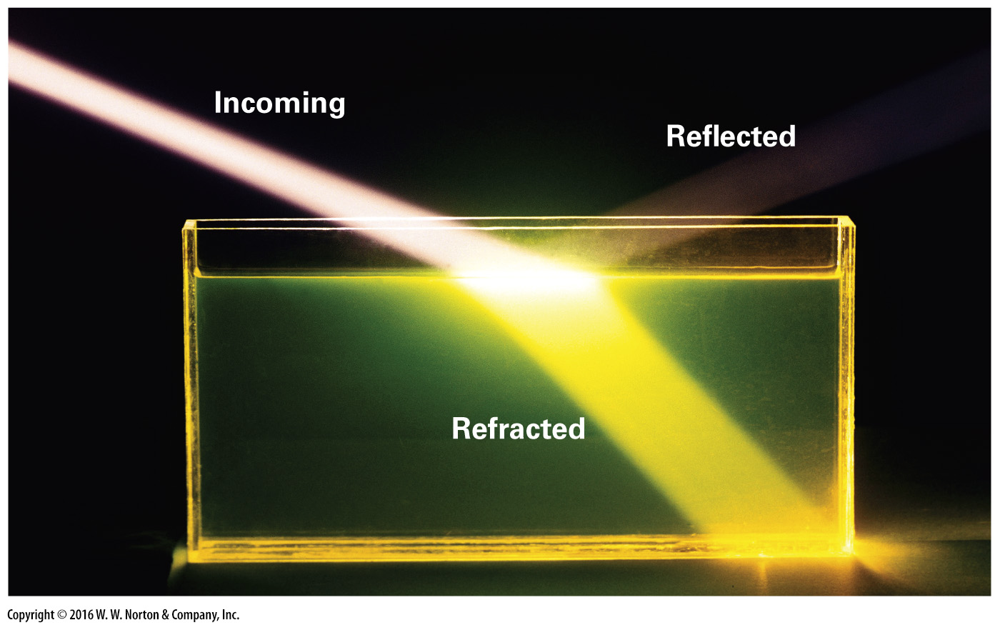 Incoming
Reflected
Refracted
Copyright © 2016 W. W. Norton & Company, Inc.